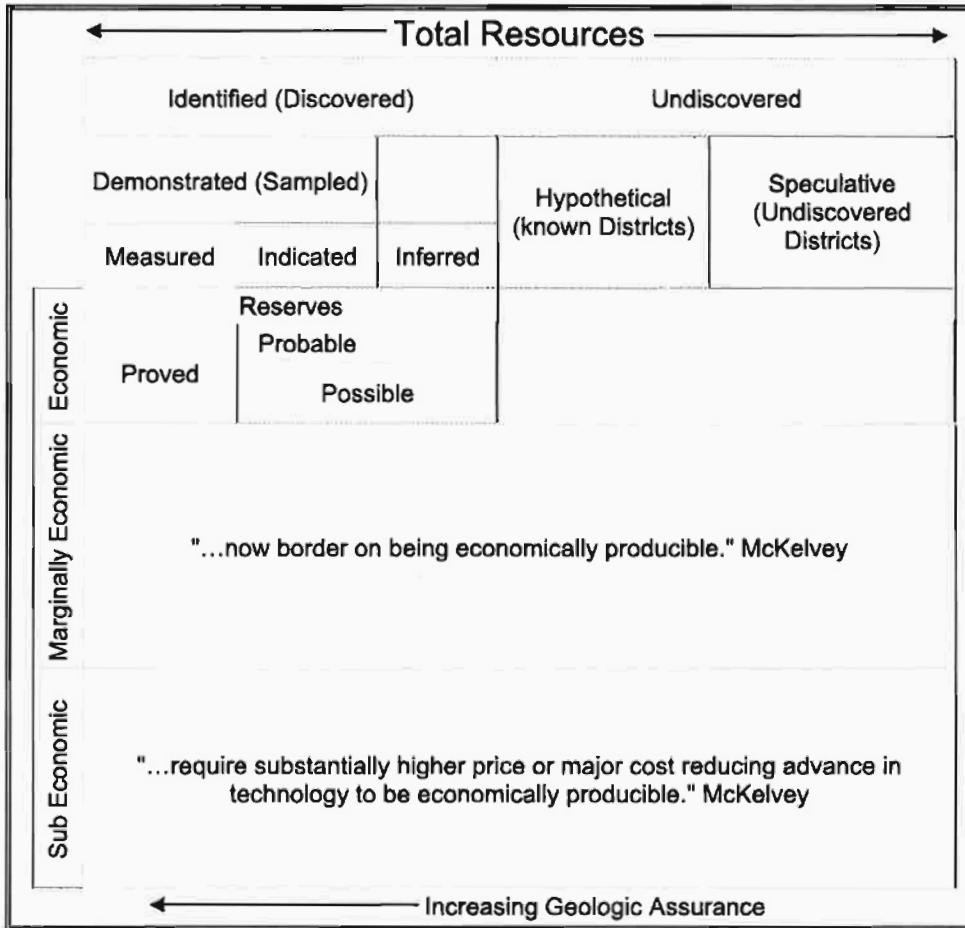 Total Resources
Identified (Discovered)
Undiscovered
Demonstrated (Sampled)
Hypothetical
(known Districts)
Speculative
(Undiscovered
Districts)
Measured
Indicated
Inferred
Economic
Reserves
Proved
Probable
Possible
Marginally Economic
"...now border on being economically producible." McKelvey
Sub Economic
"...require substantially higher price or major cost reducing advance in
technology to be economically producible." McKelvey
Increasing Geologic Assurance